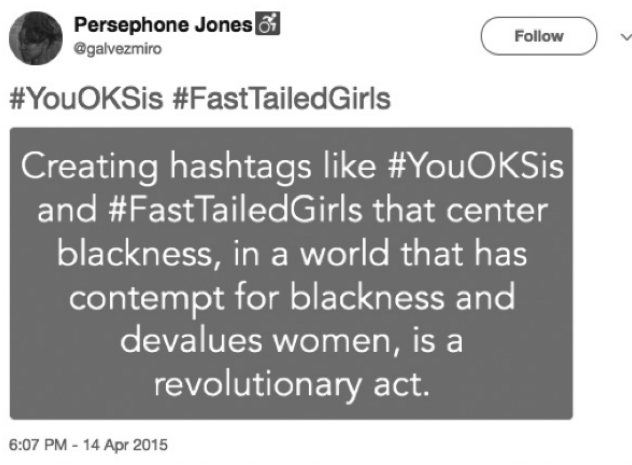 Persephone Jones
@galvezmiro
Follow
#YouOKSis #FastTailedGirls
Creating hashtags like #YouOKSis
and #FastTailedGirls that center
blackness, in a world that has
contempt for blackness and
devalues women, is a
revolutionary act.
6:07 PM - 14 Apr 2015